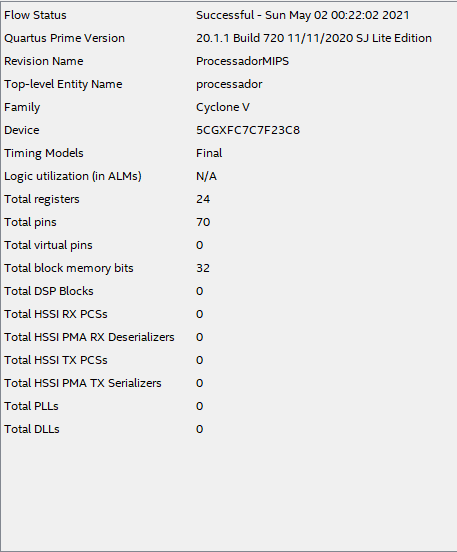 Flow Status Successful - Sun May 02 00:22:02 2021
Quartus Prime Version 20.1.1 Build 720 11/11/2020 SJ Lite Edition
Revision Name ProcessadorMIPS
Top-level Entity Name processador
Family Cyclone V
Device 5CGXFC7C7F23C8
Timing Models Final
Logic utilization (in ALMs) N/A
Total registers 24
Total pins 70
Total virtual pins 0
Total block memory bits 32
Total DSP Blocks 0
Total HSSI RX PCSs 0
Total HSSI PMA RX Deserializers 0
Total HSSI TX PCSs 0
Total HSSI PMA TX Serializers 0
Total PLLs 0
Total DLLs 0